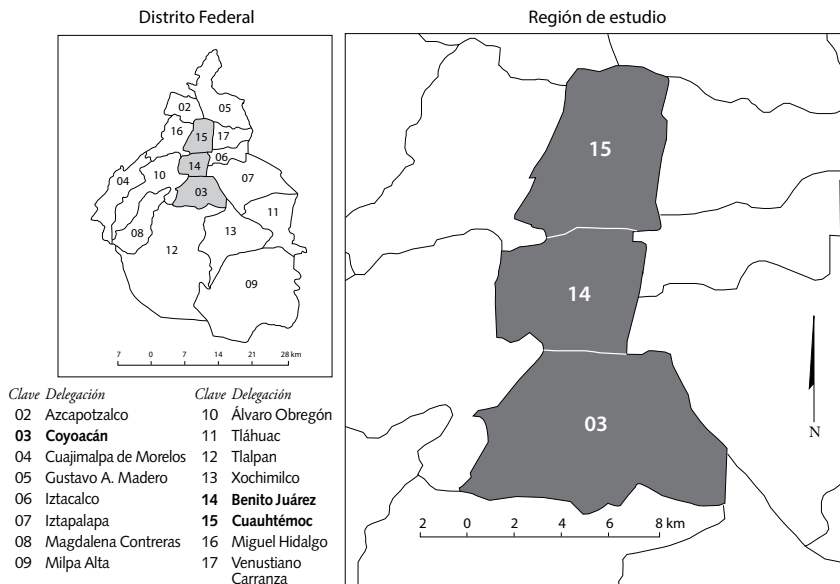 Distrito Federal
02
05
16
15
17
06
14
10
04
07
03
11
08
12
13
09
7 0 7 14 21 28 km
Clave Delegación
02 Azcapotzalco
03 Coyoacán
04 Cuajimalpa de Morelos
05 Gustavo A. Madero
06 Iztacalco
07 Iztapalapa
08 Magdalena Contreras
09 Milpa Alta
Clave Delegación
10 Álvaro Obregón
11 Tláhuac
12 Tlalpan
13 Xochimilco
14 Benito Juárez
15 Cuauhtémoc
16 Miguel Hidalgo
17 Venustiano
Carranza
Región de estudio
15
14
03
N
2 0 2 4 6 8 km